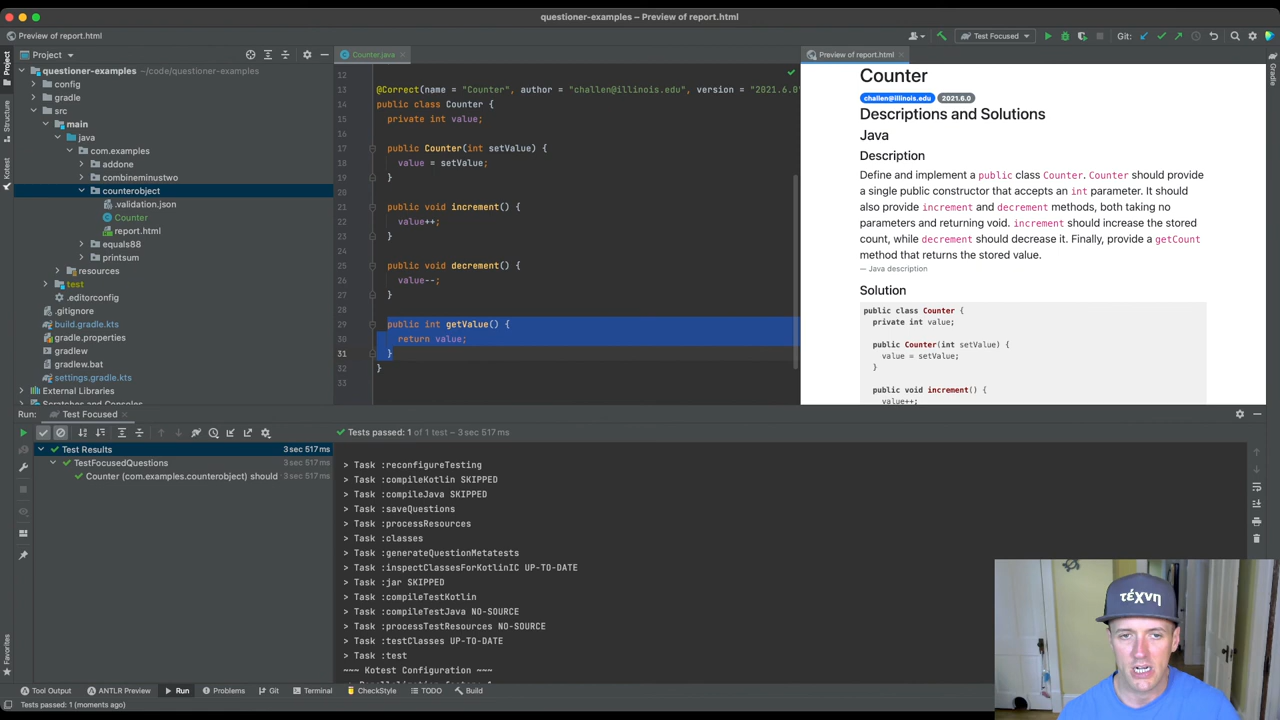 questioner-examples – Preview of report.html
Preview of report.html
Test Focused
Git:
Project
Counter.java
Preview of report.html
questioner-examples ~/code/questioner-examples
config
gradle
src
main
java
com.examples
addone
combineminustwo
counterobject
.validation.json
Counter
report.html
equals88
printsum
resources
test
.editorconfig
.gitignore
build.gradle.kts
gradle.properties
gradlew
gradlew.bat
settings.gradle.kts
External Libraries
Scratches and Consoles
Project
Structure
Kotest
Favorites
Gradle
12
13 @Correct(name = "Counter", author = "challen@illinois.edu", version = "2021.6.0"
14 public class Counter {
15 private int value;
16
17 public Counter(int setValue) {
18 value = setValue;
19 }
20
21 public void increment() {
22 value++;
23 }
24
25 public void decrement() {
26 value--;
27 }
28
29 public int getValue() {
30 return value;
31 }
32 }
33
Counter
challen@illinois.edu 2021.6.0
Descriptions and Solutions
Java
Description
Define and implement a public class Counter. Counter should provide
a single public constructor that accepts an int parameter. It should
also provide increment and decrement methods, both taking no
parameters and returning void. increment should increase the stored
count, while decrement should decrease it. Finally, provide a getCount
method that returns the stored value.
— Java description
Solution
public class Counter {
private int value;
public Counter(int setValue) {
value = setValue;
}
public void increment() {
value++;
Run: Test Focused
Tests passed: 1 of 1 test – 3 sec 517 ms
Test Results 3 sec 517 ms
TestFocusedQuestions 3 sec 517 ms
Counter (com.examples.counterobject) should 3 sec 517 ms
> Task :reconfigureTesting
> Task :compileKotlin SKIPPED
> Task :compileJava SKIPPED
> Task :saveQuestions
> Task :processResources
> Task :classes
> Task :generateQuestionMetatests
> Task :inspectClassesForKotlinIC UP-TO-DATE
> Task :jar SKIPPED
> Task :compileTestKotlin
> Task :compileTestJava NO-SOURCE
> Task :processTestResources NO-SOURCE
> Task :testClasses UP-TO-DATE
> Task :test
~~~ Kotest Configuration ~~~
τέχνη
Tool Output
ANTLR Preview
Run
Problems
Git
Terminal
CheckStyle
TODO
Build
Tests passed: 1 (moments ago)